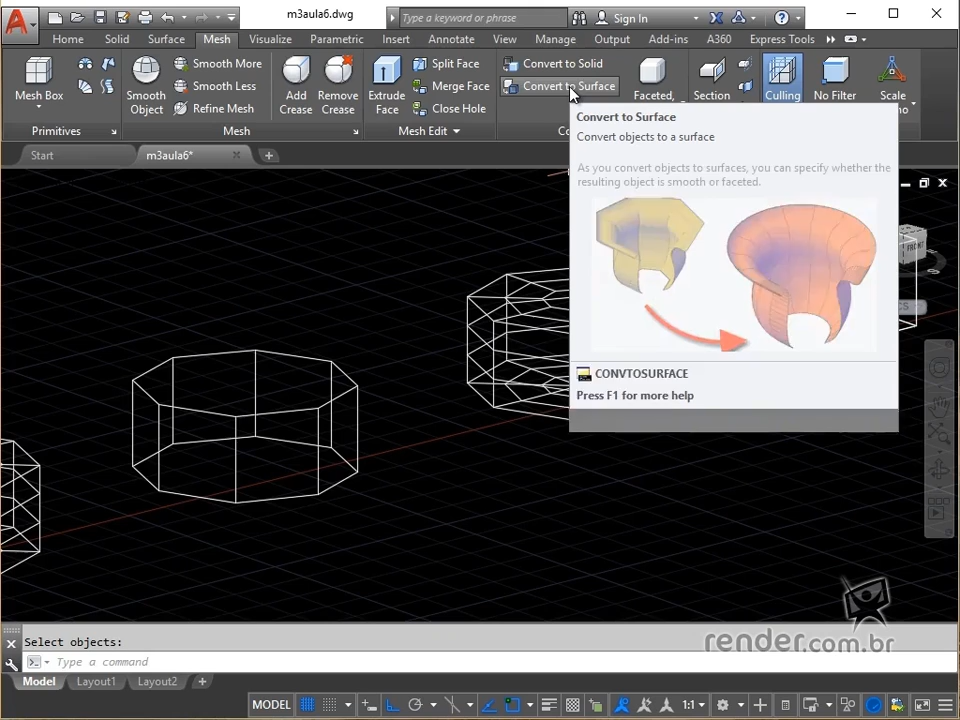 m3aula6.dwg
Type a keyword or phrase
Sign In
Home
Solid
Surface
Mesh
Visualize
Parametric
Insert
Annotate
View
Manage
Output
Add-ins
A360
Express Tools
Mesh Box
Primitives
Smooth
Object
Smooth More
Smooth Less
Refine Mesh
Mesh
Add
Crease
Remove
Crease
Extrude
Face
Split Face
Merge Face
Close Hole
Mesh Edit
Convert to Solid
Convert to Surface
Faceted,
Section
Culling
No Filter
Scale
Start
m3aula6*
Convert to Surface
Convert objects to a surface
As you convert objects to surfaces, you can specify whether the
resulting object is smooth or faceted.
CONVTOSURFACE
Press F1 for more help
FRONT
render.com.br
Select objects:
Type a command
Model
Layout1
Layout2
MODEL
1:1